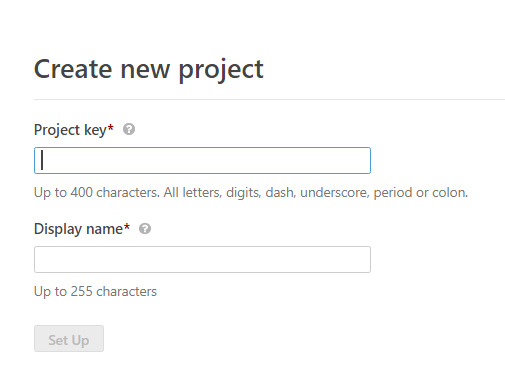 Create new project
Project key*
Up to 400 characters. All letters, digits, dash, underscore, period or colon.
Display name*
Up to 255 characters
Set Up